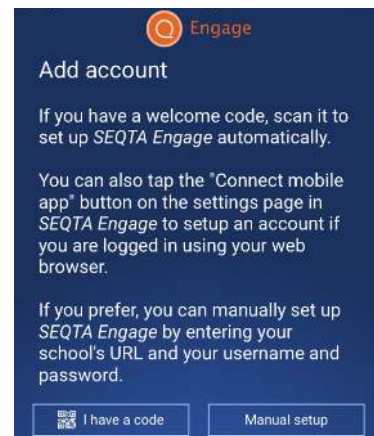 Engage
Add account
If you have a welcome code, scan it to
set up SEQTA Engage automatically.
You can also tap the "Connect mobile
app" button on the settings page in
SEQTA Engage to setup an account if
you are logged in using your web
browser.
If you prefer, you can manually set up
SEQTA Engage by entering your
school's URL and your username and
password.
I have a code
Manual setup